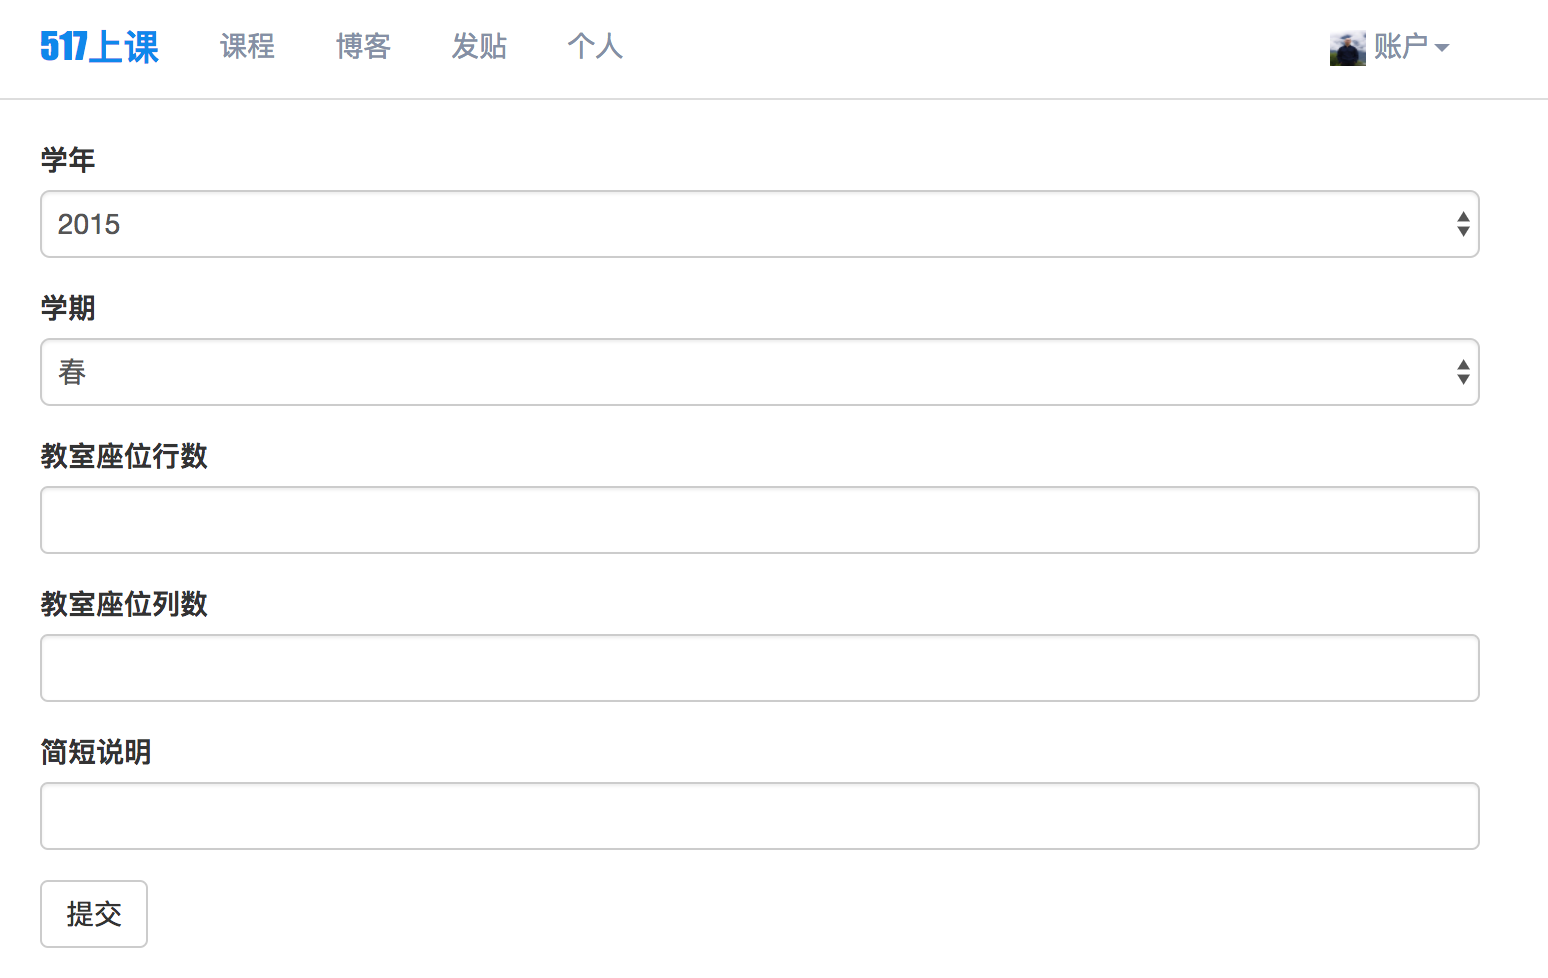 517上课 课程 博客 发贴 个人 账户
学年
2015
学期
春
教室座位行数
教室座位列数
简短说明
提交